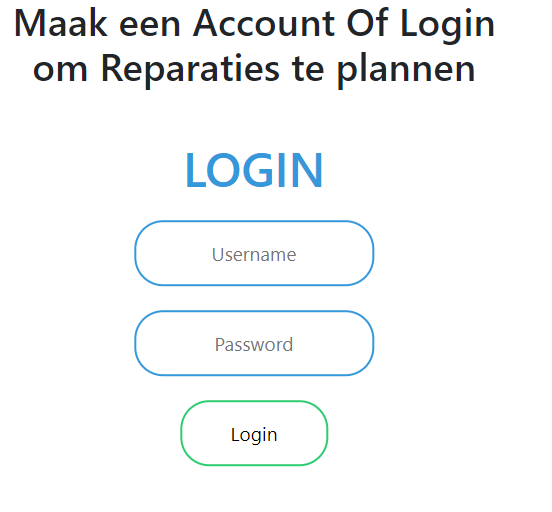 Maak een Account Of Login
om Reparaties te plannen
LOGIN
Username
Password
Login